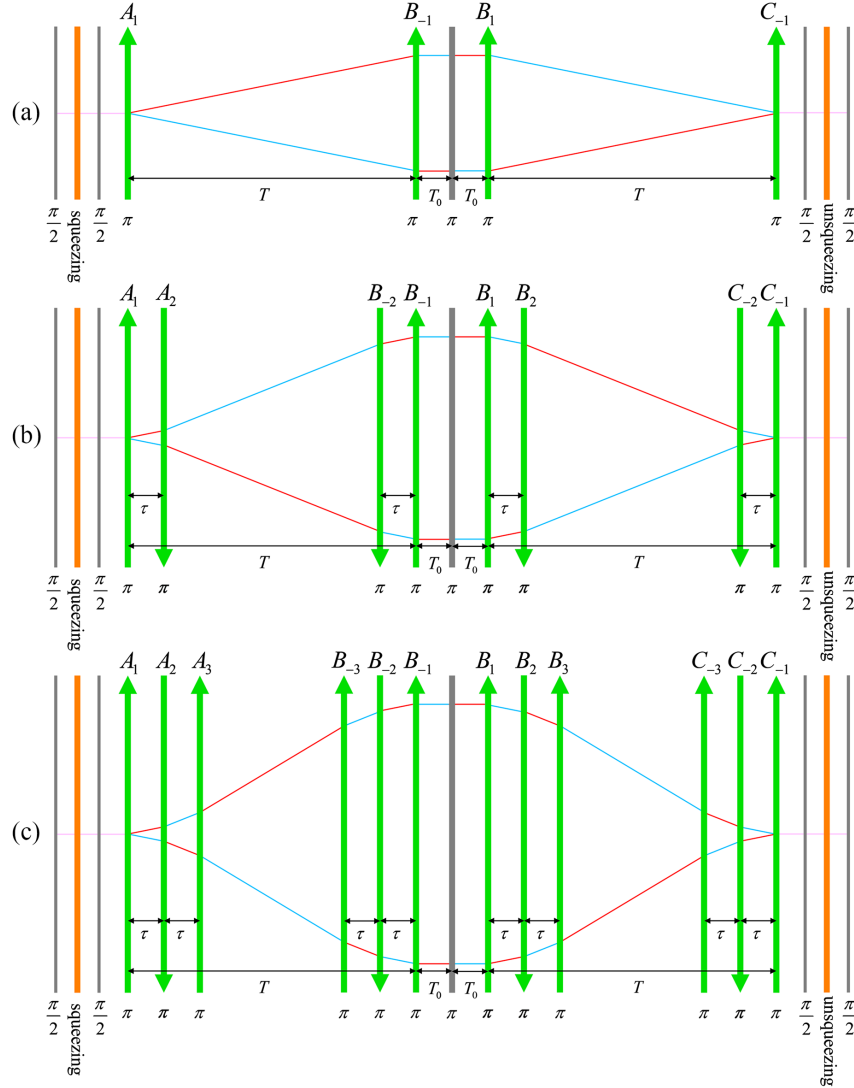 (a)
A₁ B₋₁ B₁ C₋₁
T T₀ T₀ T
π/2 squeezing π/2 π π π π π π/2 unsqueezing π/2
(b)
A₁ A₂ B₋₂ B₋₁ B₁ B₂ C₋₂ C₋₁
τ τ τ τ
T T₀ T₀ T
π/2 squeezing π/2 π π π π π π π π π π/2 unsqueezing π/2
(c)
A₁ A₂ A₃ B₋₃ B₋₂ B₋₁ B₁ B₂ B₃ C₋₃ C₋₂ C₋₁
τ τ τ τ τ τ τ τ
T T₀ T₀ T
π/2 squeezing π/2 π π π π π π π π π π π π π π/2 unsqueezing π/2